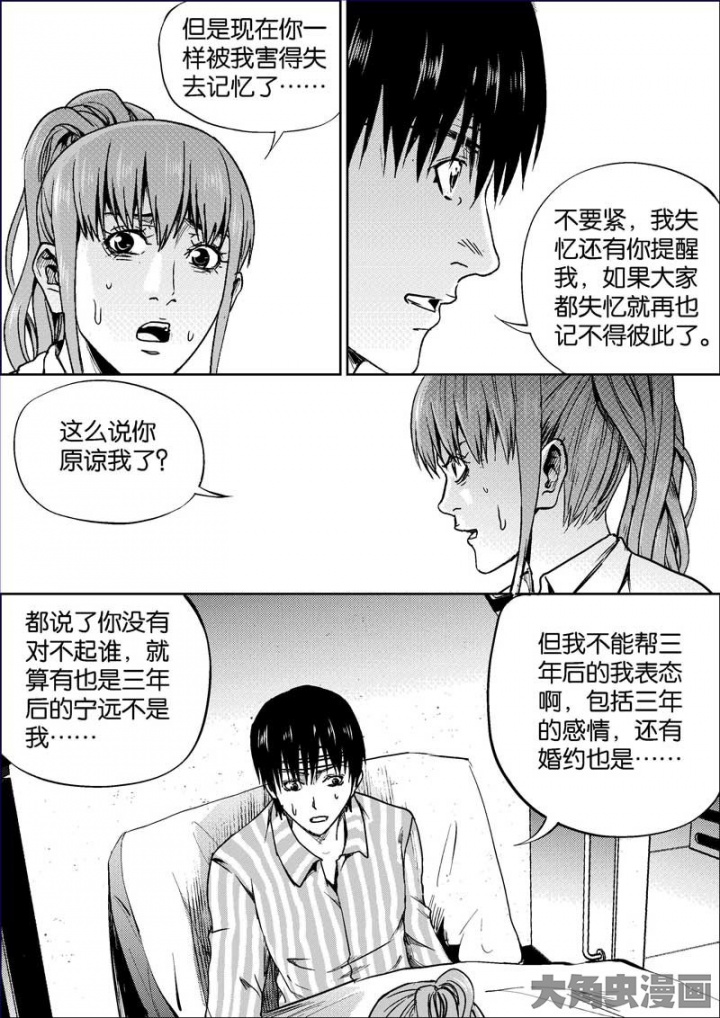 但是现在你一
样被我害得失
去记忆了……
不要紧，我失
忆还有你提醒
我，如果大家
都失忆就再也
记不得彼此了。
这么说你
原谅我了？
都说了你没有
对不起谁，就
算有也是三年
后的宁远不是
我……
但我不能帮三
年后的我表态
啊，包括三年
的感情，还有
婚约也是……
大角虫漫画